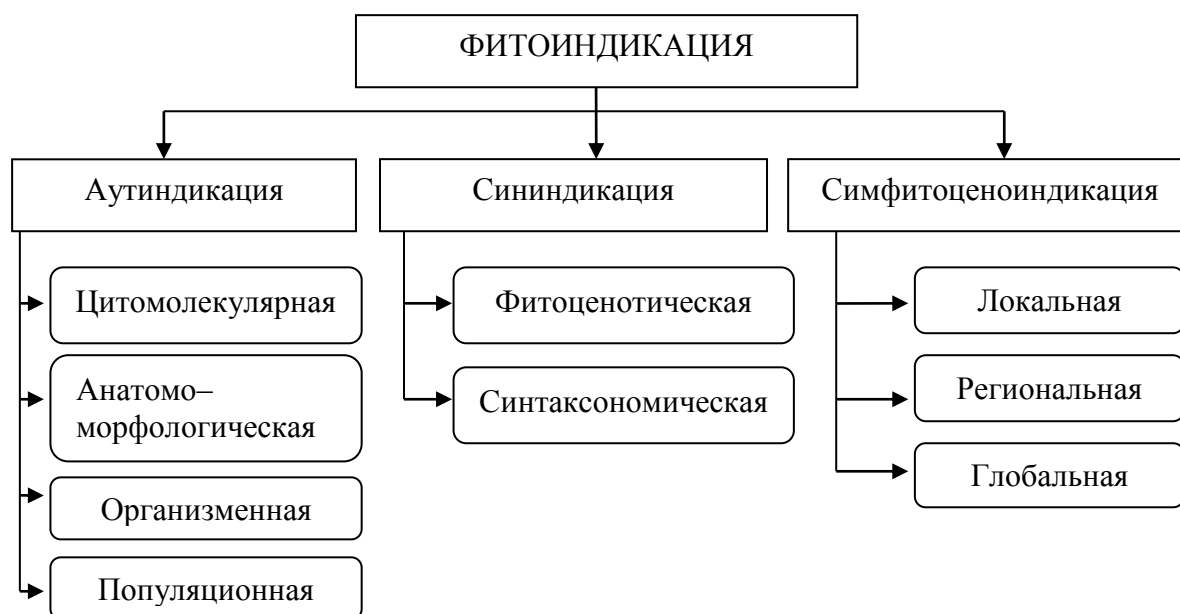 ФИТОИНДИКАЦИЯ
Аутиндикация
Цитомолекулярная
Анатомо–
морфологическая
Организменная
Популяционная
Сининдикация
Фитоценотическая
Синтаксономическая
Симфитоценоиндикация
Локальная
Региональная
Глобальная